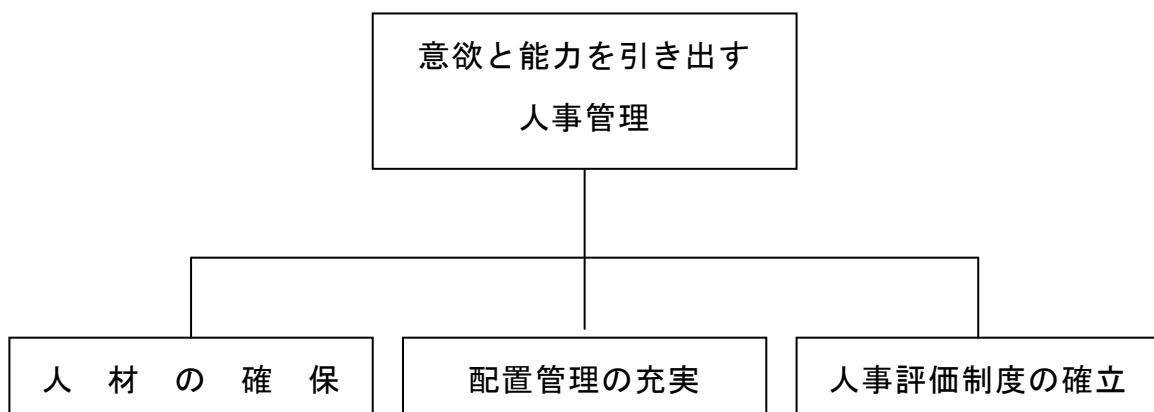 意欲と能力を引き出す
人事管理
人材の確保
配置管理の充実
人事評価制度の確立